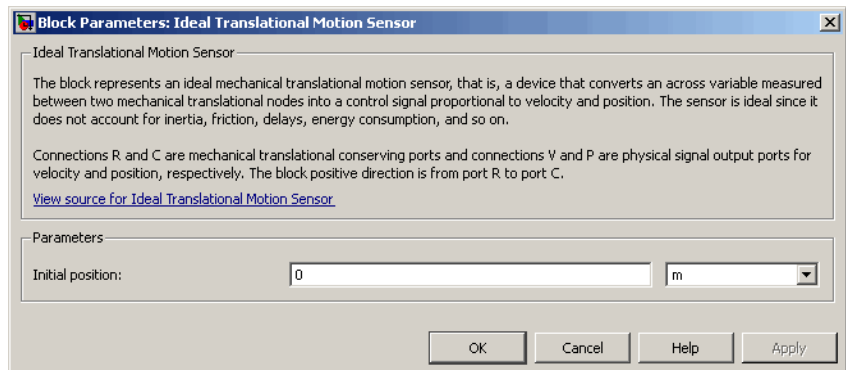 Block Parameters: Ideal Translational Motion Sensor
Ideal Translational Motion Sensor
The block represents an ideal mechanical translational motion sensor, that is, a device that converts an across variable measured
between two mechanical translational nodes into a control signal proportional to velocity and position. The sensor is ideal since it
does not account for inertia, friction, delays, energy consumption, and so on.
Connections R and C are mechanical translational conserving ports and connections V and P are physical signal output ports for
velocity and position, respectively. The block positive direction is from port R to port C.
View source for Ideal Translational Motion Sensor
Parameters
Initial position: 0 m
OK Cancel Help Apply